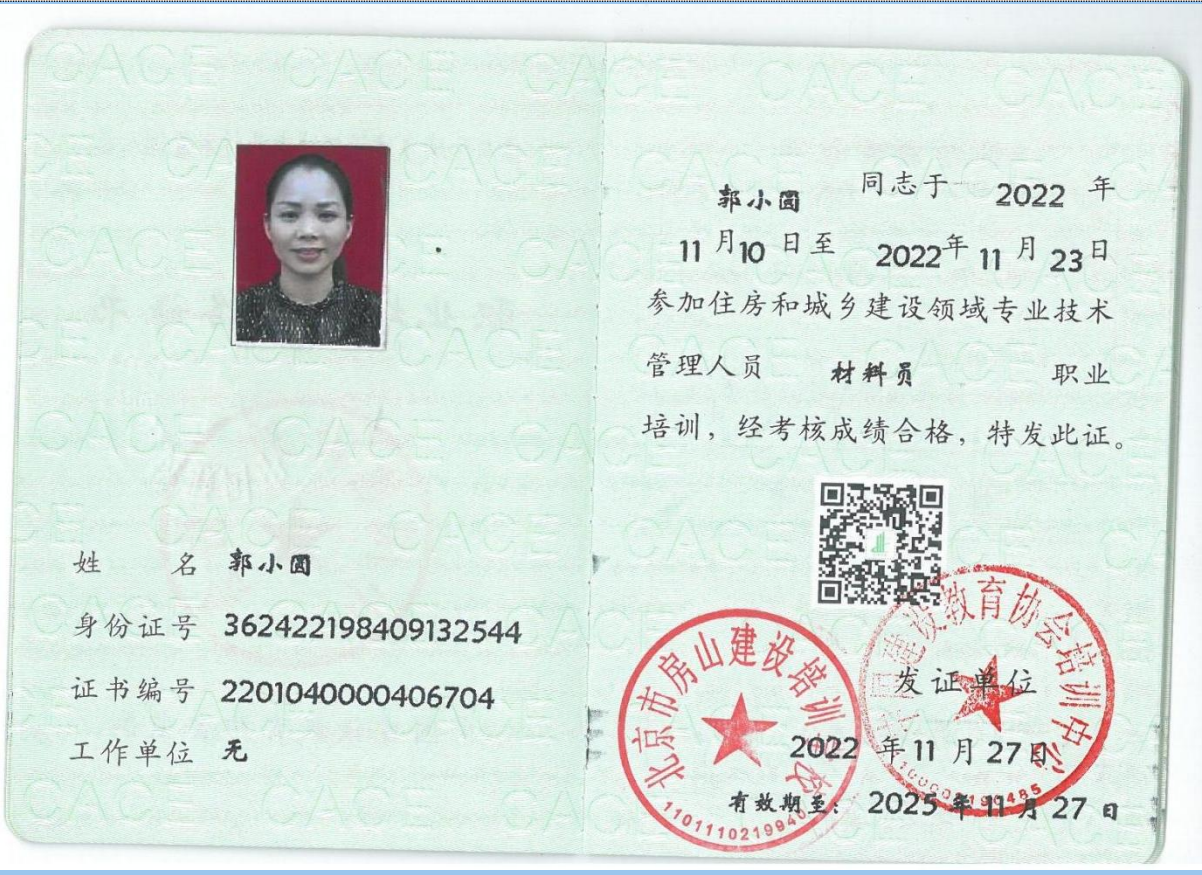 姓 名 郭小圆
身份证号 362422198409132544
证书编号 2201040000406704
工作单位 无
郭小圆 同志于 2022 年
11 月 10 日至 2022 年 11 月 23 日
参加住房和城乡建设领域专业技术
管理人员 材料员 职业
培训，经考核成绩合格，特发此证。
发证单位
2022 年 11 月 27 日
有效期至： 2025 年 11 月 27 日
北京市房山建设培训学校
建设教育协会培训中心
CACE